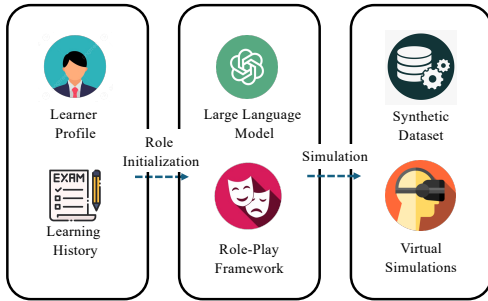 Learner
Profile
EXAM
Learning
History
Role
Initialization
Large Language
Model
Role-Play
Framework
Simulation
Synthetic
Dataset
Virtual
Simulations